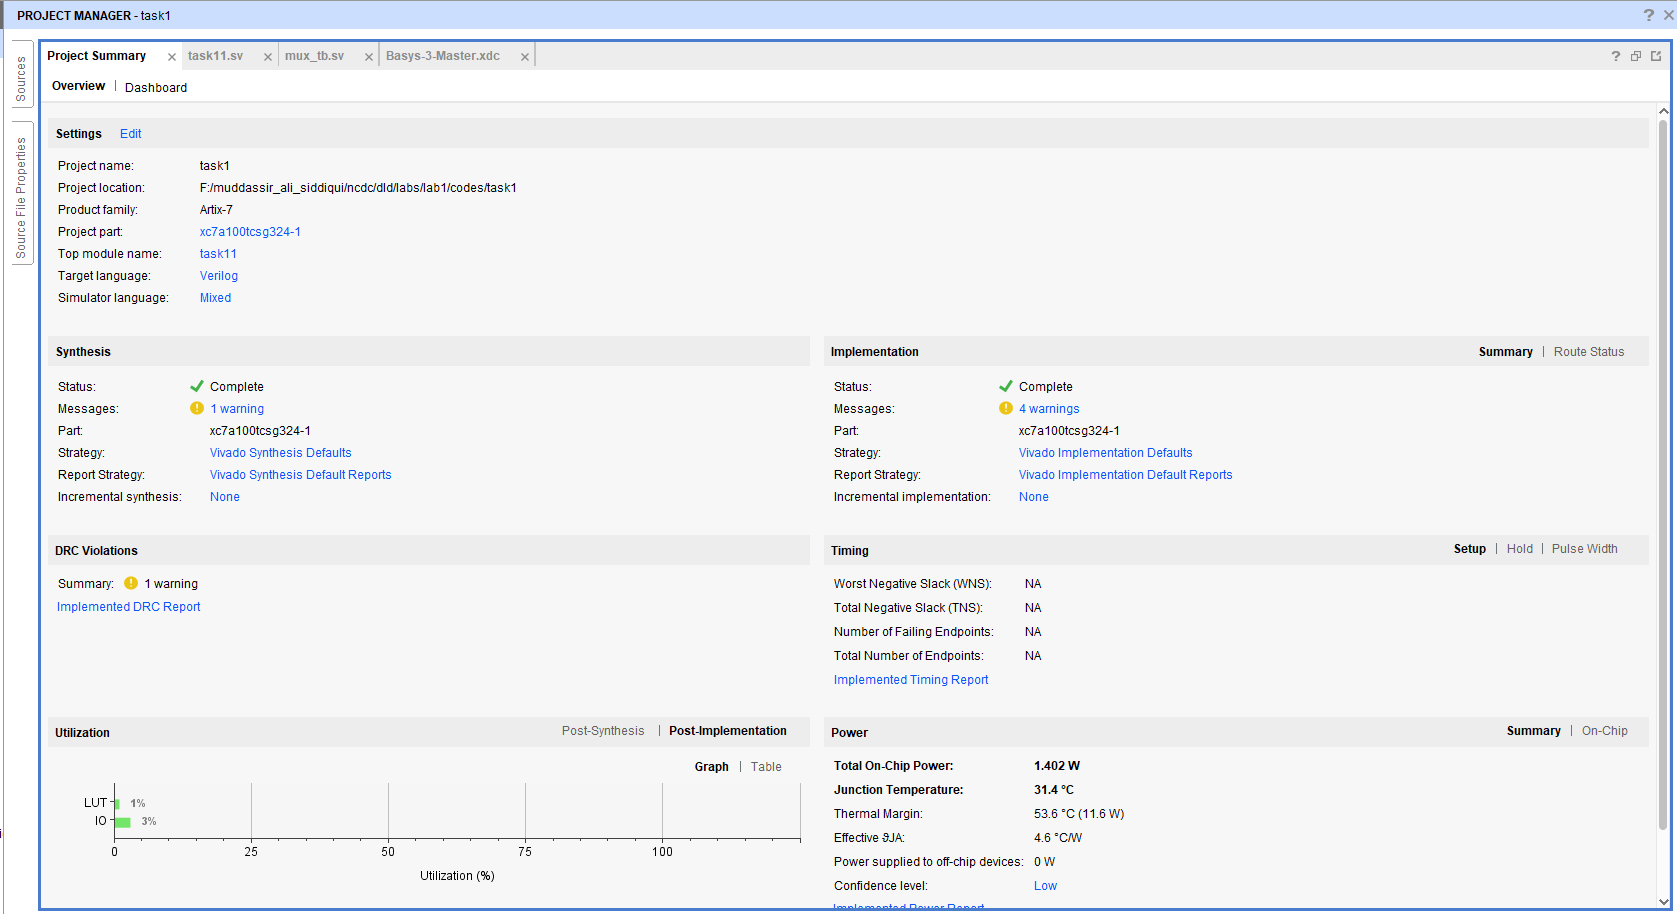 PROJECT MANAGER - task1
Sources
Source File Properties
Project Summary task11.sv mux_tb.sv Basys-3-Master.xdc
Overview | Dashboard
Settings Edit
Project name: task1
Project location: F:/muddassir_ali_siddiqui/ncdc/dld/labs/lab1/codes/task1
Product family: Artix-7
Project part: xc7a100tcsg324-1
Top module name: task11
Target language: Verilog
Simulator language: Mixed
Synthesis
Status: Complete
Messages: 1 warning
Part: xc7a100tcsg324-1
Strategy: Vivado Synthesis Defaults
Report Strategy: Vivado Synthesis Default Reports
Incremental synthesis: None
Implementation Summary | Route Status
Status: Complete
Messages: 4 warnings
Part: xc7a100tcsg324-1
Strategy: Vivado Implementation Defaults
Report Strategy: Vivado Implementation Default Reports
Incremental implementation: None
DRC Violations
Summary: 1 warning
Implemented DRC Report
Timing Setup | Hold | Pulse Width
Worst Negative Slack (WNS): NA
Total Negative Slack (TNS): NA
Number of Failing Endpoints: NA
Total Number of Endpoints: NA
Implemented Timing Report
Utilization Post-Synthesis | Post-Implementation
Graph | Table
LUT 1%
IO 3%
0 25 50 75 100
Utilization (%)
Power Summary | On-Chip
Total On-Chip Power: 1.402 W
Junction Temperature: 31.4 °C
Thermal Margin: 53.6 °C (11.6 W)
Effective ϑJA: 4.6 °C/W
Power supplied to off-chip devices: 0 W
Confidence level: Low
Implemented Power Report